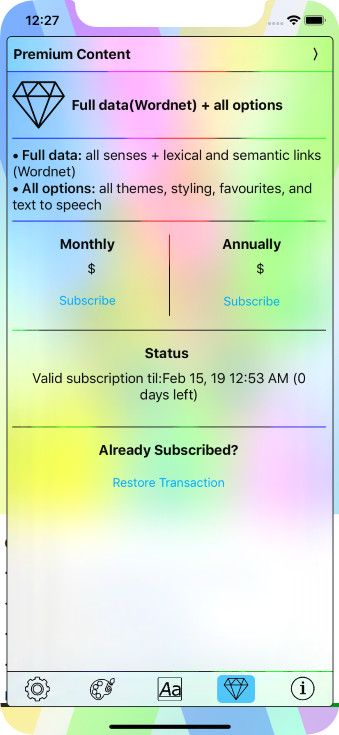 12:27
Premium Content
Full data(Wordnet) + all options
• Full data: all senses + lexical and semantic links
(Wordnet)
• All options: all themes, styling, favourites, and
text to speech
Monthly
Annually
$
$
Subscribe
Subscribe
Status
Valid subscription til:Feb 15, 19 12:53 AM (0
days left)
Already Subscribed?
Restore Transaction
Aa